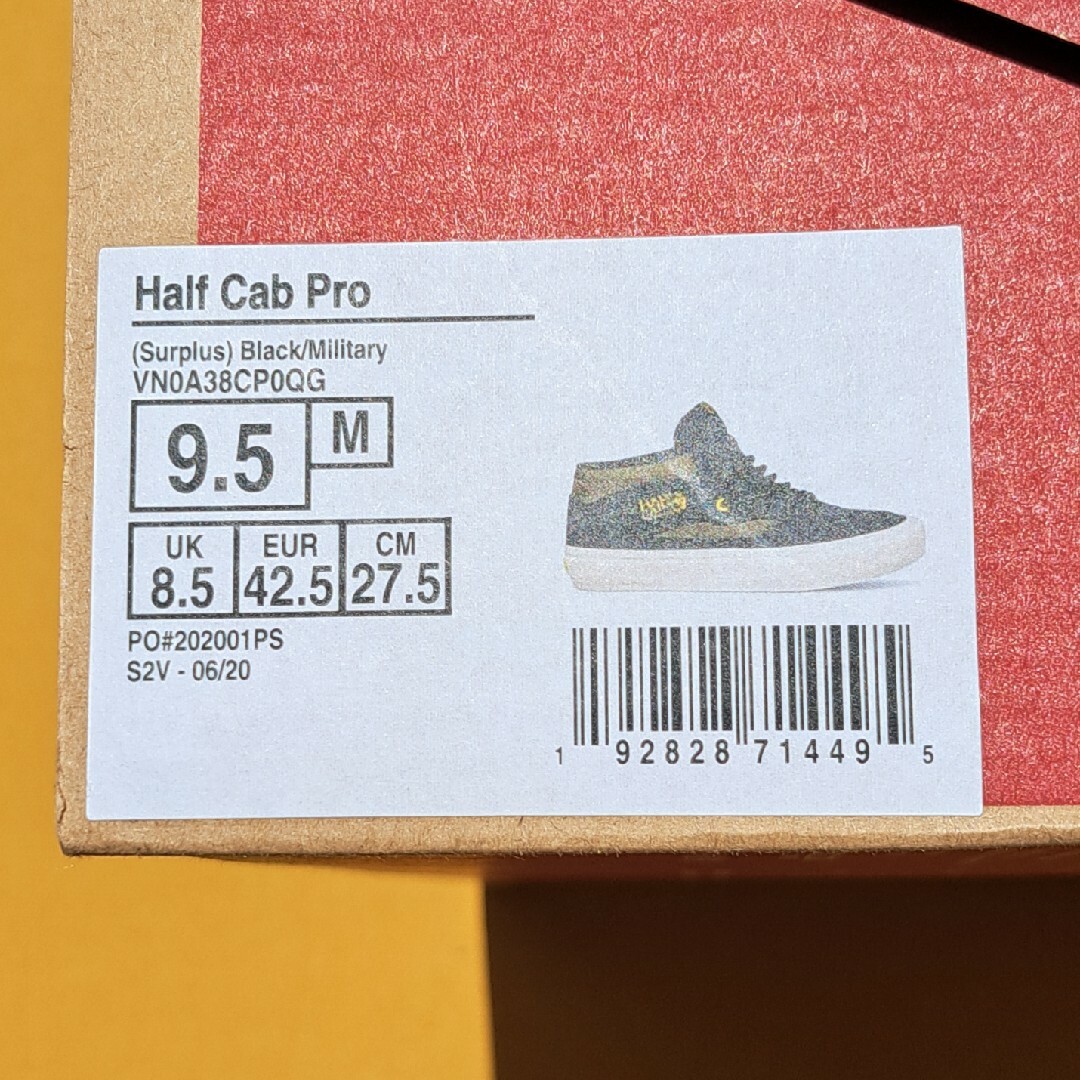 Half Cab Pro
(Surplus) Black/Military
VN0A38CP0QG
9.5
M
UK EUR CM
8.5 42.5 27.5
PO#202001PS
S2V - 06/20
1 92828 71449 5